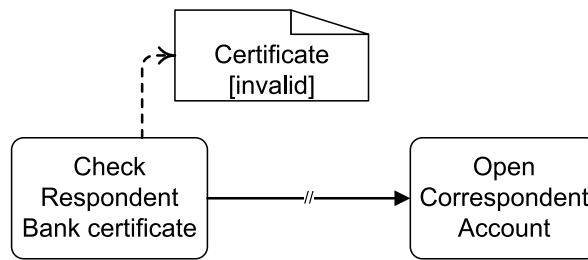 Certificate
[invalid]
Check
Respondent
Bank certificate
//
Open
Correspondent
Account